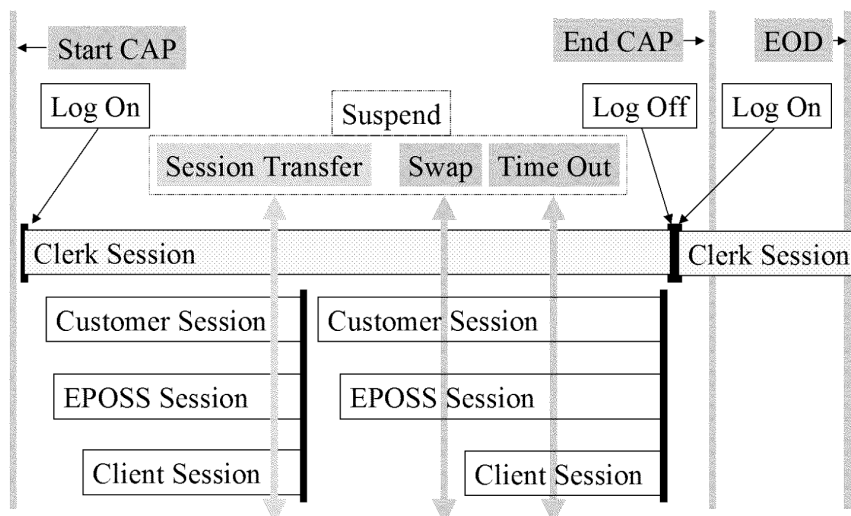 Start CAP
End CAP
EOD
Log On
Suspend
Log Off
Log On
Session Transfer
Swap
Time Out
Clerk Session
Clerk Session
Customer Session
Customer Session
EPOSS Session
EPOSS Session
Client Session
Client Session